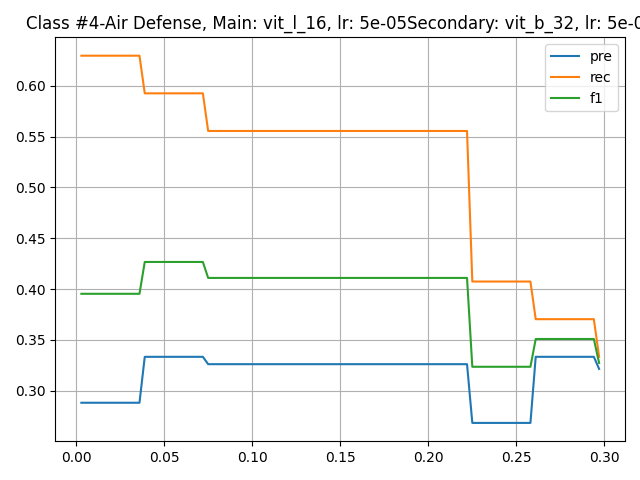 Class #4-Air Defense, Main: vit_l_16, lr: 5e-05Secondary: vit_b_32, lr: 5e-0
pre
rec
f1
0.60
0.55
0.50
0.45
0.40
0.35
0.30
0.00 0.05 0.10 0.15 0.20 0.25 0.30